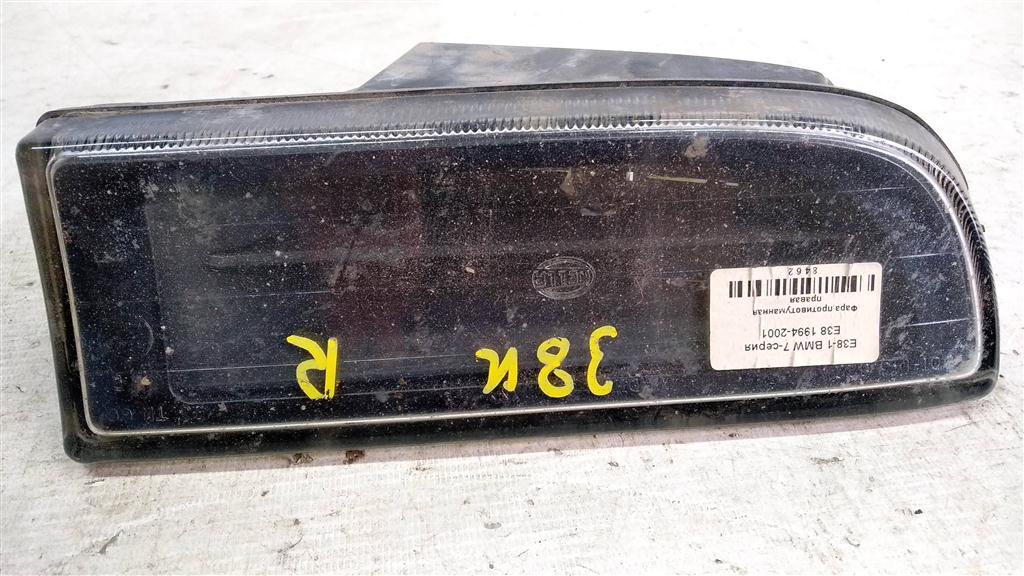 E38-1 BMW 7-серия
E38 1994-2001
Фара противотуманная
правая
8462
HELLA
38к R